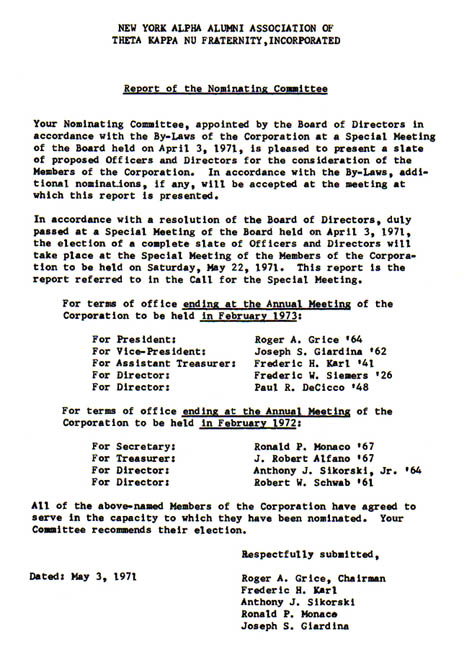 NEW YORK ALPHA ALUMNI ASSOCIATION OF
THETA KAPPA NU FRATERNITY,INCORPORATED
Report of the Nominating Committee
Your Nominating Committee, appointed by the Board of Directors in
accordance with the By-Laws of the Corporation at a Special Meeting
of the Board held on April 3, 1971, is pleased to present a slate
of proposed Officers and Directors for the consideration of the
Members of the Corporation. In accordance with the By-Laws, addi-
tional nominations, if any, will be accepted at the meeting at
which this report is presented.
In accordance with a resolution of the Board of Directors, duly
passed at a Special Meeting of the Board held on April 3, 1971,
the election of a complete slate of Officers and Directors will
take place at the Special Meeting of the Members of the Corpora-
tion to be held on Saturday, May 22, 1971. This report is the
report referred to in the Call for the Special Meeting.
For terms of office ending at the Annual Meeting of the
Corporation to be held in February 1973:
For President: Roger A. Grice '64
For Vice-President: Joseph S. Giardina '62
For Assistant Treasurer: Frederic H. Karl '41
For Director: Frederic W. Siemers '26
For Director: Paul R. DeCicco '48
For terms of office ending at the Annual Meeting of the
Corporation to be held in February 1972:
For Secretary: Ronald P. Monaco '67
For Treasurer: J. Robert Alfano '67
For Director: Anthony J. Sikorski, Jr. '64
For Director: Robert W. Schwab '61
All of the above-named Members of the Corporation have agreed to
serve in the capacity to which they have been nominated. Your
Committee recommends their election.
Respectfully submitted,
Dated: May 3, 1971
Roger A. Grice, Chairman
Frederic H. Karl
Anthony J. Sikorski
Ronald P. Monaco
Joseph S. Giardina